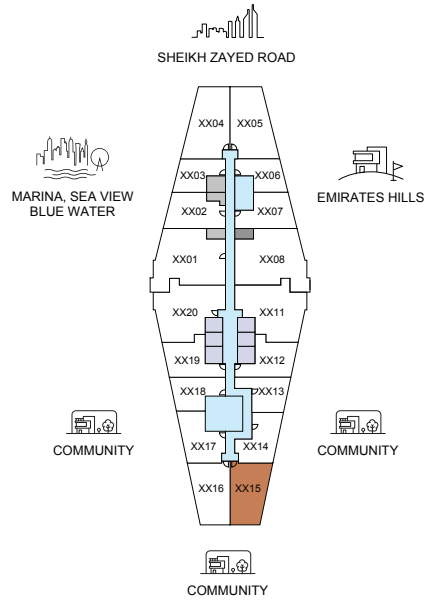 SHEIKH ZAYED ROAD
XX04 XX05
MARINA, SEA VIEW
BLUE WATER
XX03 XX06
EMIRATES HILLS
XX02 XX07
XX01 XX08
XX20 XX11
XX19 XX12
XX18 XX13
COMMUNITY
COMMUNITY
XX17 XX14
XX16 XX15
COMMUNITY